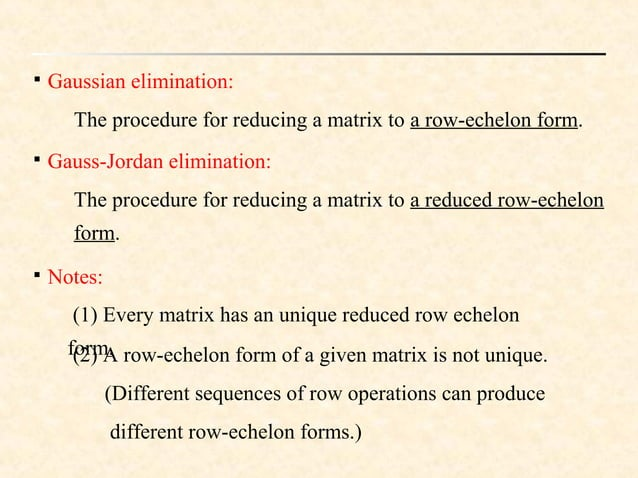 ▪ Gaussian elimination:
The procedure for reducing a matrix to a row-echelon form.
▪ Gauss-Jordan elimination:
The procedure for reducing a matrix to a reduced row-echelon
form.
▪ Notes:
(1) Every matrix has an unique reduced row echelon
form.
(2) A row-echelon form of a given matrix is not unique.
(Different sequences of row operations can produce
different row-echelon forms.)